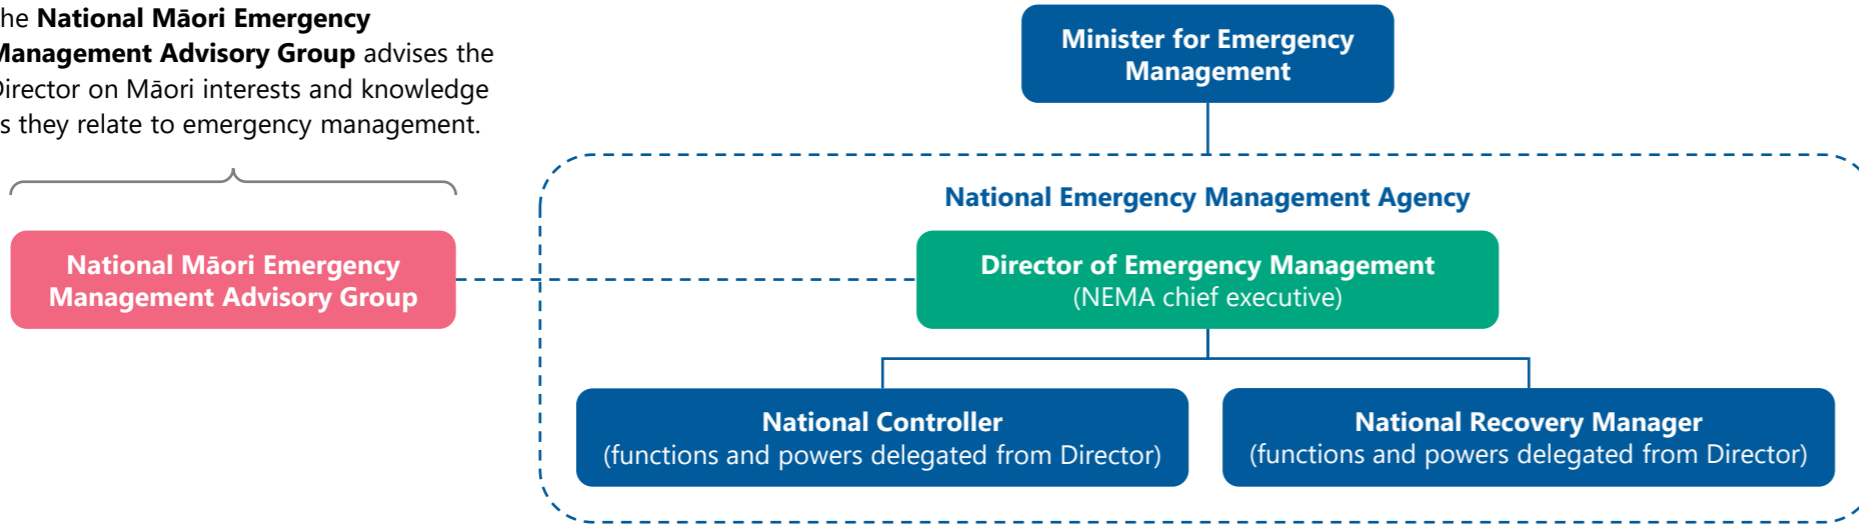 he National Māori Emergency
Management Advisory Group advises the
Director on Māori interests and knowledge
s they relate to emergency management.
Minister for Emergency
Management
National Emergency Management Agency
National Māori Emergency
Management Advisory Group
Director of Emergency Management
(NEMA chief executive)
National Controller
(functions and powers delegated from Director)
National Recovery Manager
(functions and powers delegated from Director)